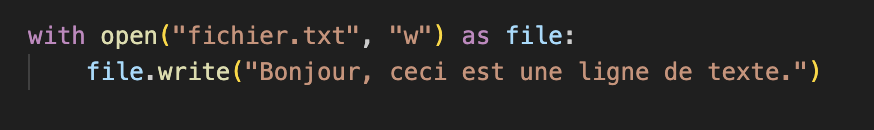 with open("fichier.txt", "w") as file:
    file.write("Bonjour, ceci est une ligne de texte.")